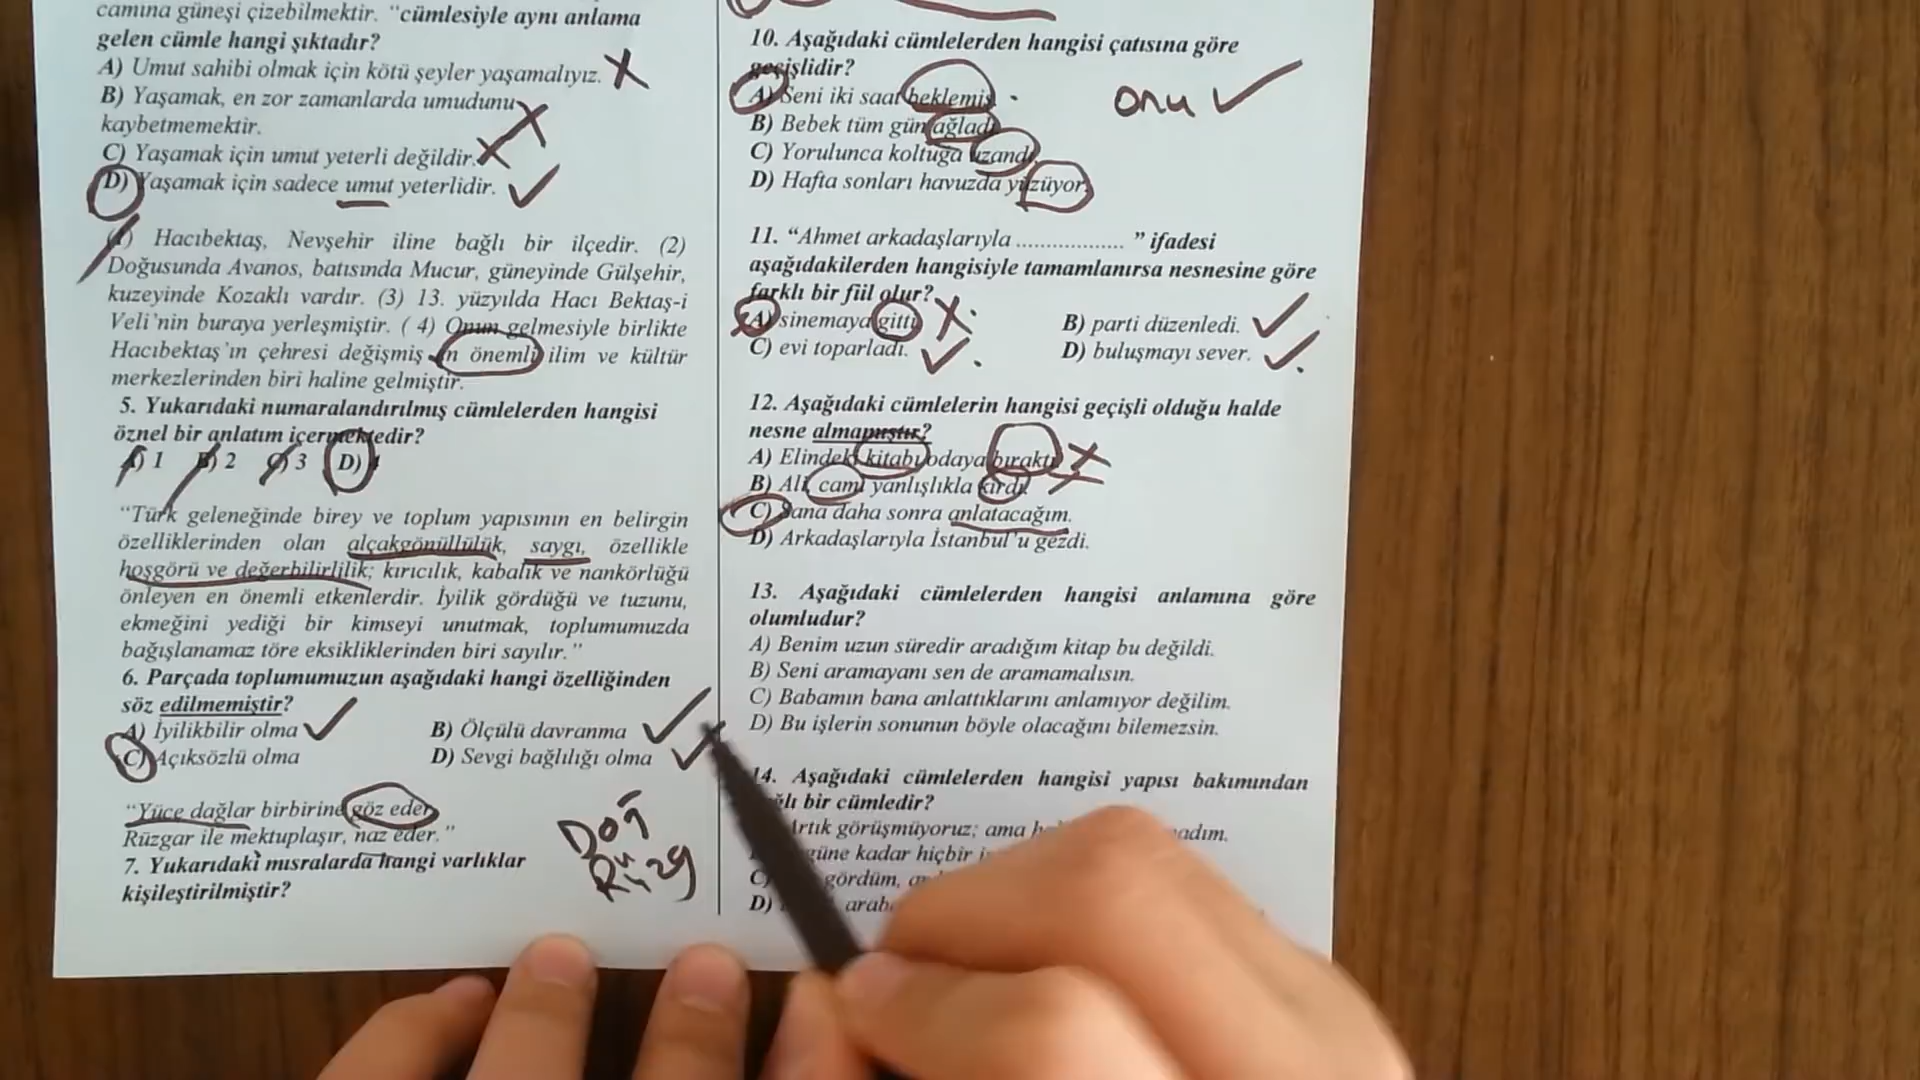 camına güneşi çizebilmektir. “cümlesiyle aynı anlama
gelen cümle hangi şıktadır?
A) Umut sahibi olmak için kötü şeyler yaşamalıyız.
B) Yaşamak, en zor zamanlarda umudunu
kaybetmemektir.
C) Yaşamak için umut yeterli değildir.
D) Yaşamak için sadece umut yeterlidir.
(1) Hacıbektaş, Nevşehir iline bağlı bir ilçedir. (2)
Doğusunda Avanos, batısında Mucur, güneyinde Gülşehir,
kuzeyinde Kozaklı vardır. (3) 13. yüzyılda Hacı Bektaş-i
Veli’nin buraya yerleşmiştir. ( 4) Onun gelmesiyle birlikte
Hacıbektaş’ın çehresi değişmiş en önemli ilim ve kültür
merkezlerinden biri haline gelmiştir.
5. Yukarıdaki numaralandırılmış cümlelerden hangisi
öznel bir anlatım içermektedir?
A) 1 B) 2 C) 3 D) 4
“Türk geleneğinde birey ve toplum yapısının en belirgin
özelliklerinden olan alçakgönüllülük, saygı, özellikle
hoşgörü ve değerbilirlilik; kırıcılık, kabalık ve nankörlüğü
önleyen en önemli etkenlerdir. İyilik gördüğü ve tuzunu,
ekmeğini yediği bir kimseyi unutmak, toplumumuzda
bağışlanamaz töre eksikliklerinden biri sayılır.”
6. Parçada toplumumuzun aşağıdaki hangi özelliğinden
söz edilmemiştir?
A) İyilikbilir olma B) Ölçülü davranma
C) Açıksözlü olma D) Sevgi bağlılığı olma
“Yüce dağlar birbirine göz eder,
Rüzgar ile mektuplaşır, naz eder.”
7. Yukarıdaki mısralarda hangi varlıklar
kişileştirilmiştir?
Doğ
Rüzg
10. Aşağıdaki cümlelerden hangisi çatısına göre
geçişlidir?
A) Seni iki saat beklemiş.
onu
B) Bebek tüm gün ağladı.
C) Yorulunca koltuğa uzandı.
D) Hafta sonları havuzda yüzüyor.
11. “Ahmet arkadaşlarıyla .................. ” ifadesi
aşağıdakilerden hangisiyle tamamlanırsa nesnesine göre
farklı bir fiil olur?
A) sinemaya gitti. B) parti düzenledi.
C) evi toparladı. D) buluşmayı sever.
12. Aşağıdaki cümlelerin hangisi geçişli olduğu halde
nesne almamıştır?
A) Elindeki kitabı odaya bıraktı.
B) Ali, camı yanlışlıkla kırdı.
C) Sana daha sonra anlatacağım.
D) Arkadaşlarıyla İstanbul’u gezdi.
13. Aşağıdaki cümlelerden hangisi anlamına göre
olumludur?
A) Benim uzun süredir aradığım kitap bu değildi.
B) Seni aramayanı sen de aramamalısın.
C) Babamın bana anlattıklarını anlamıyor değilim.
D) Bu işlerin sonunun böyle olacağını bilemezsin.
14. Aşağıdaki cümlelerden hangisi yapısı bakımından
bir cümledir?
Artık görüşmüyoruz; ama
kadar hiçbir
C) gördüm,
D)